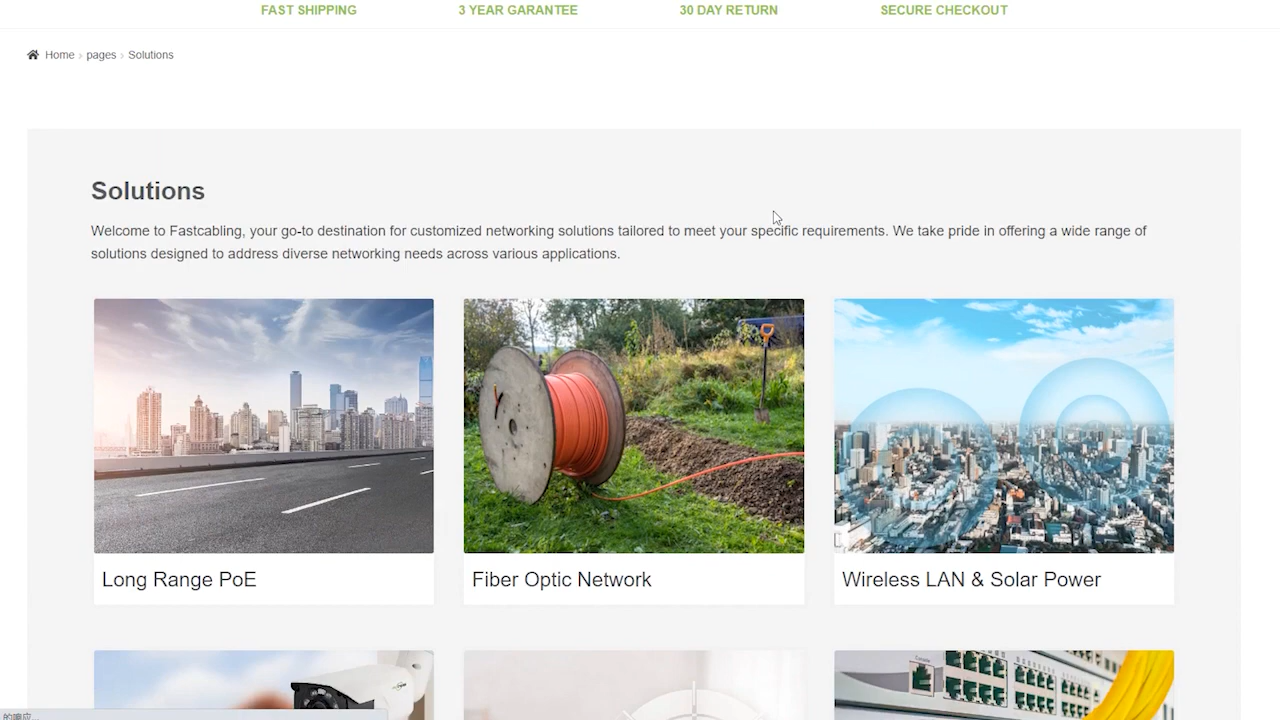 FAST SHIPPING
3 YEAR GARANTEE
30 DAY RETURN
SECURE CHECKOUT
Home › pages › Solutions
Solutions
Welcome to Fastcabling, your go-to destination for customized networking solutions tailored to meet your specific requirements. We take pride in offering a wide range of
solutions designed to address diverse networking needs across various applications.
Long Range PoE
Fiber Optic Network
Wireless LAN & Solar Power
的响应...